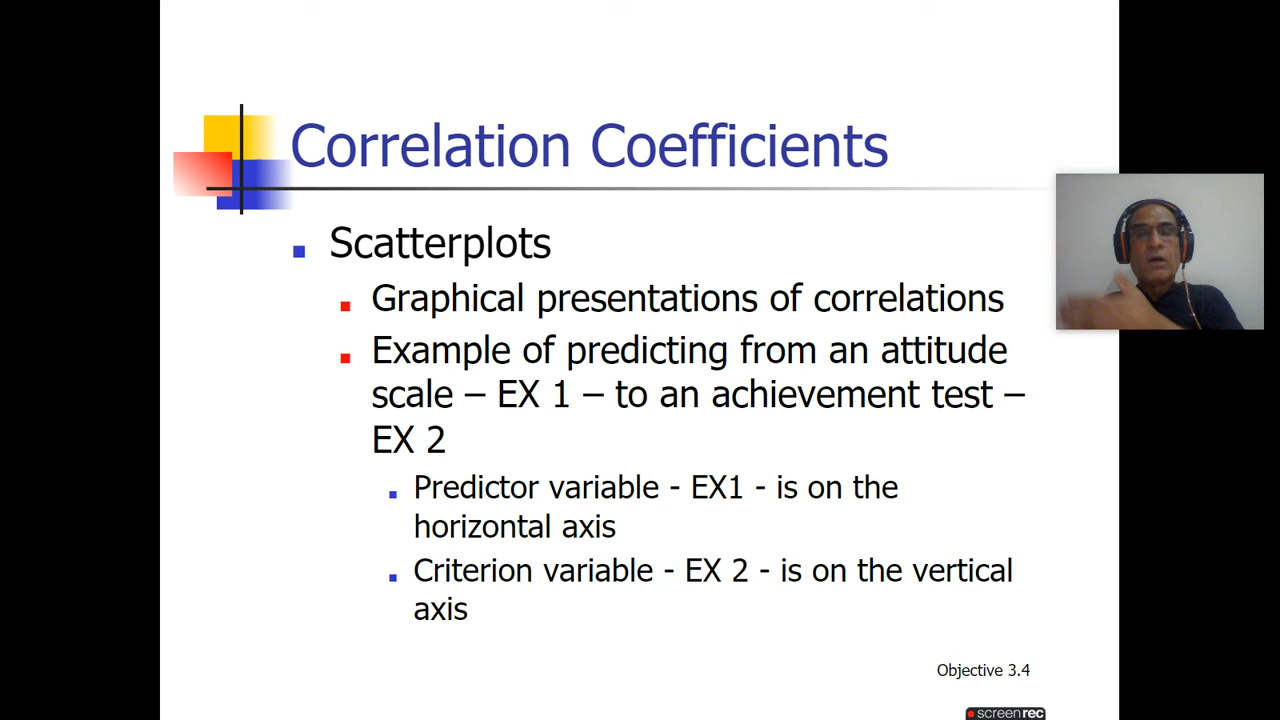 Correlation Coefficients
Scatterplots
Graphical presentations of correlations
Example of predicting from an attitude
scale – EX 1 – to an achievement test –
EX 2
Predictor variable - EX1 - is on the
horizontal axis
Criterion variable - EX 2 - is on the vertical
axis
Objective 3.4
screenrec